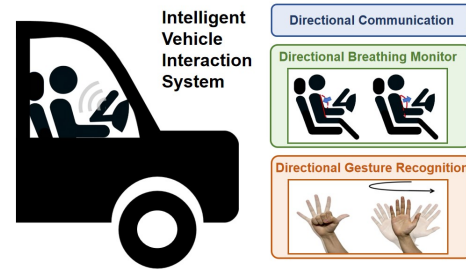 Intelligent
Vehicle
Interaction
System
Directional Communication
Directional Breathing Monitor
Directional Gesture Recognition